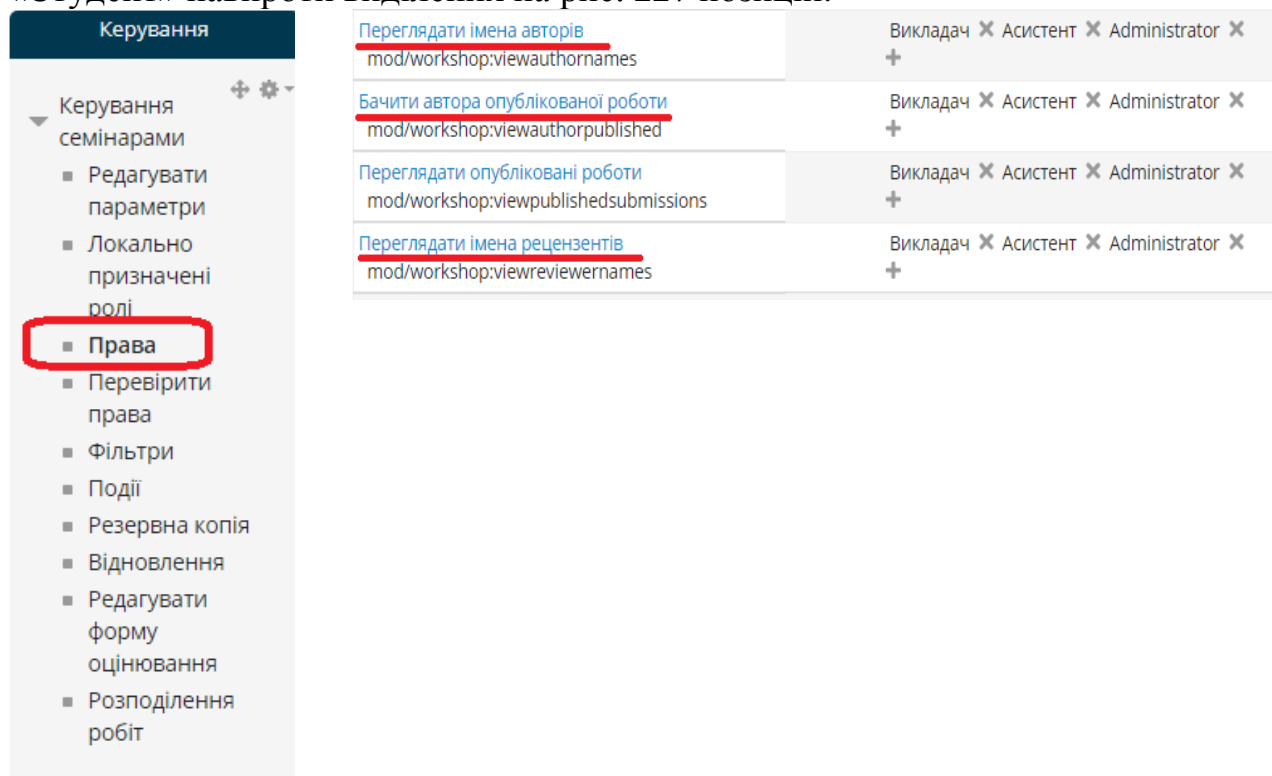 Керування
Керування
семінарами
Редагувати
параметри
Локально
призначені
ролі
Права
Перевірити
права
Фільтри
Події
Резервна копія
Відновлення
Редагувати
форму
оцінювання
Розподілення
робіт
Переглядати імена авторів
mod/workshop:viewauthornames
Викладач Асистент Administrator
Бачити автора опублікованої роботи
mod/workshop:viewauthorpublished
Викладач Асистент Administrator
Переглядати опубліковані роботи
mod/workshop:viewpublishedsubmissions
Викладач Асистент Administrator
Переглядати імена рецензентів
mod/workshop:viewreviewernames
Викладач Асистент Administrator